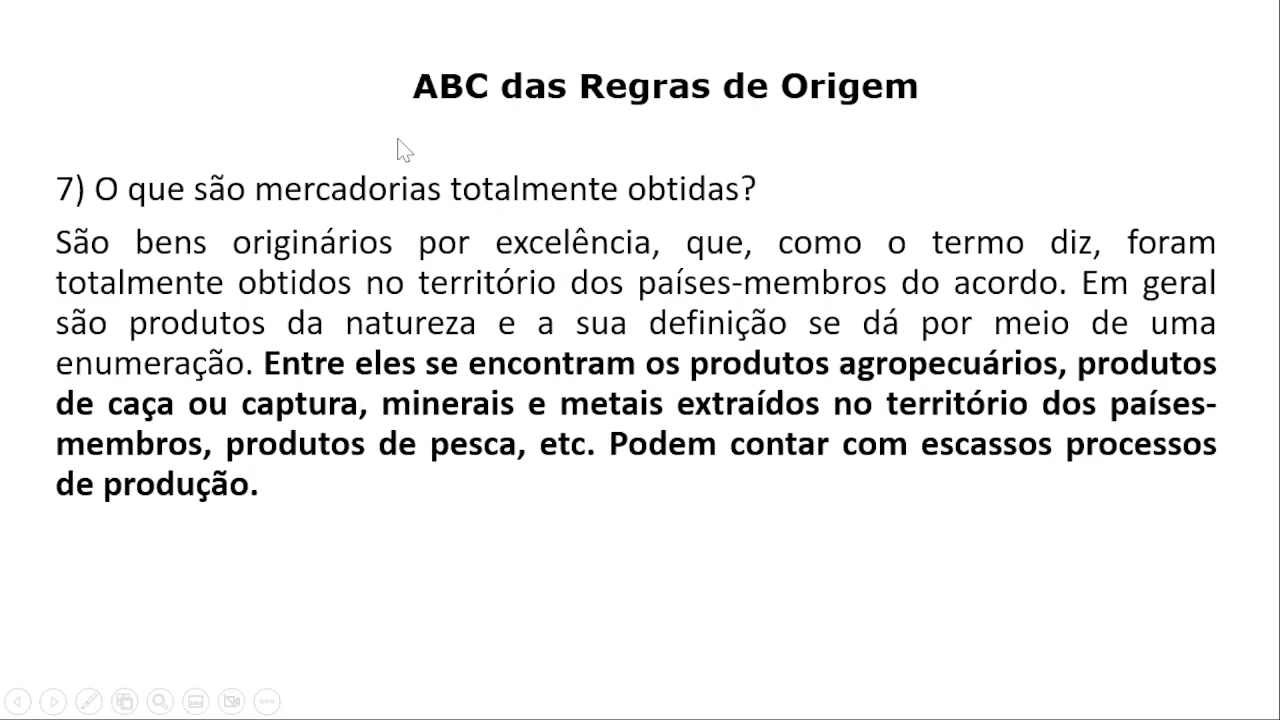 ABC das Regras de Origem
7) O que são mercadorias totalmente obtidas?
São bens originários por excelência, que, como o termo diz, foram
totalmente obtidos no território dos países-membros do acordo. Em geral
são produtos da natureza e a sua definição se dá por meio de uma
enumeração. Entre eles se encontram os produtos agropecuários, produtos
de caça ou captura, minerais e metais extraídos no território dos países-
membros, produtos de pesca, etc. Podem contar com escassos processos
de produção.